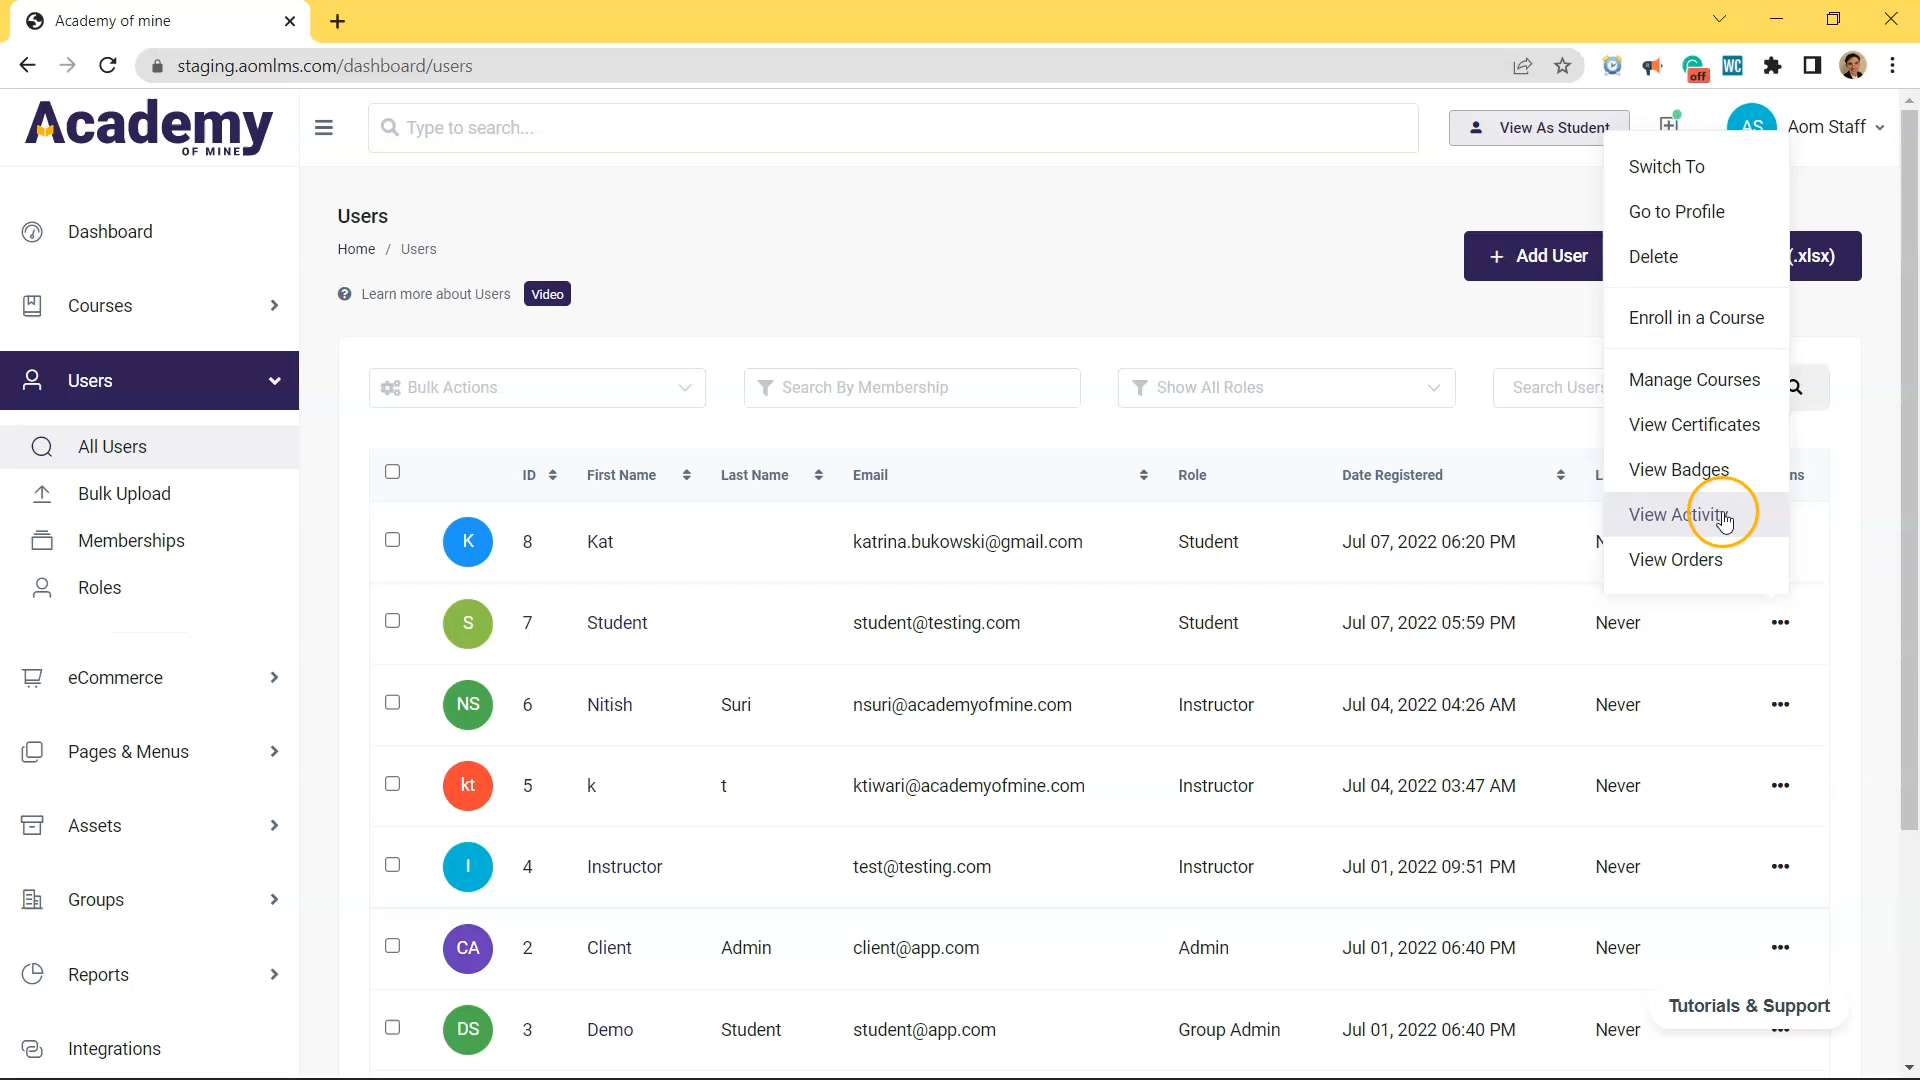 Academy of mine
staging.aomlms.com/dashboard/users
off
WC
Academy
OF MINE
Type to search...
View As Student
AS
Aom Staff
Dashboard
Courses
Users
All Users
Bulk Upload
Memberships
Roles
eCommerce
Pages & Menus
Assets
Groups
Reports
Integrations
Users
Home / Users
Learn more about Users
Video
+ Add User
(.xlsx)
Switch To
Go to Profile
Delete
Enroll in a Course
Manage Courses
View Certificates
View Badges
View Activity
View Orders
Bulk Actions
Search By Membership
Show All Roles
Search Users
ID First Name Last Name Email Role Date Registered
K 8 Kat katrina.bukowski@gmail.com Student Jul 07, 2022 06:20 PM
S 7 Student student@testing.com Student Jul 07, 2022 05:59 PM Never
NS 6 Nitish Suri nsuri@academyofmine.com Instructor Jul 04, 2022 04:26 AM Never
kt 5 k t ktiwari@academyofmine.com Instructor Jul 04, 2022 03:47 AM Never
I 4 Instructor test@testing.com Instructor Jul 01, 2022 09:51 PM Never
CA 2 Client Admin client@app.com Admin Jul 01, 2022 06:40 PM Never
DS 3 Demo Student student@app.com Group Admin Jul 01, 2022 06:40 PM Never
Tutorials & Support